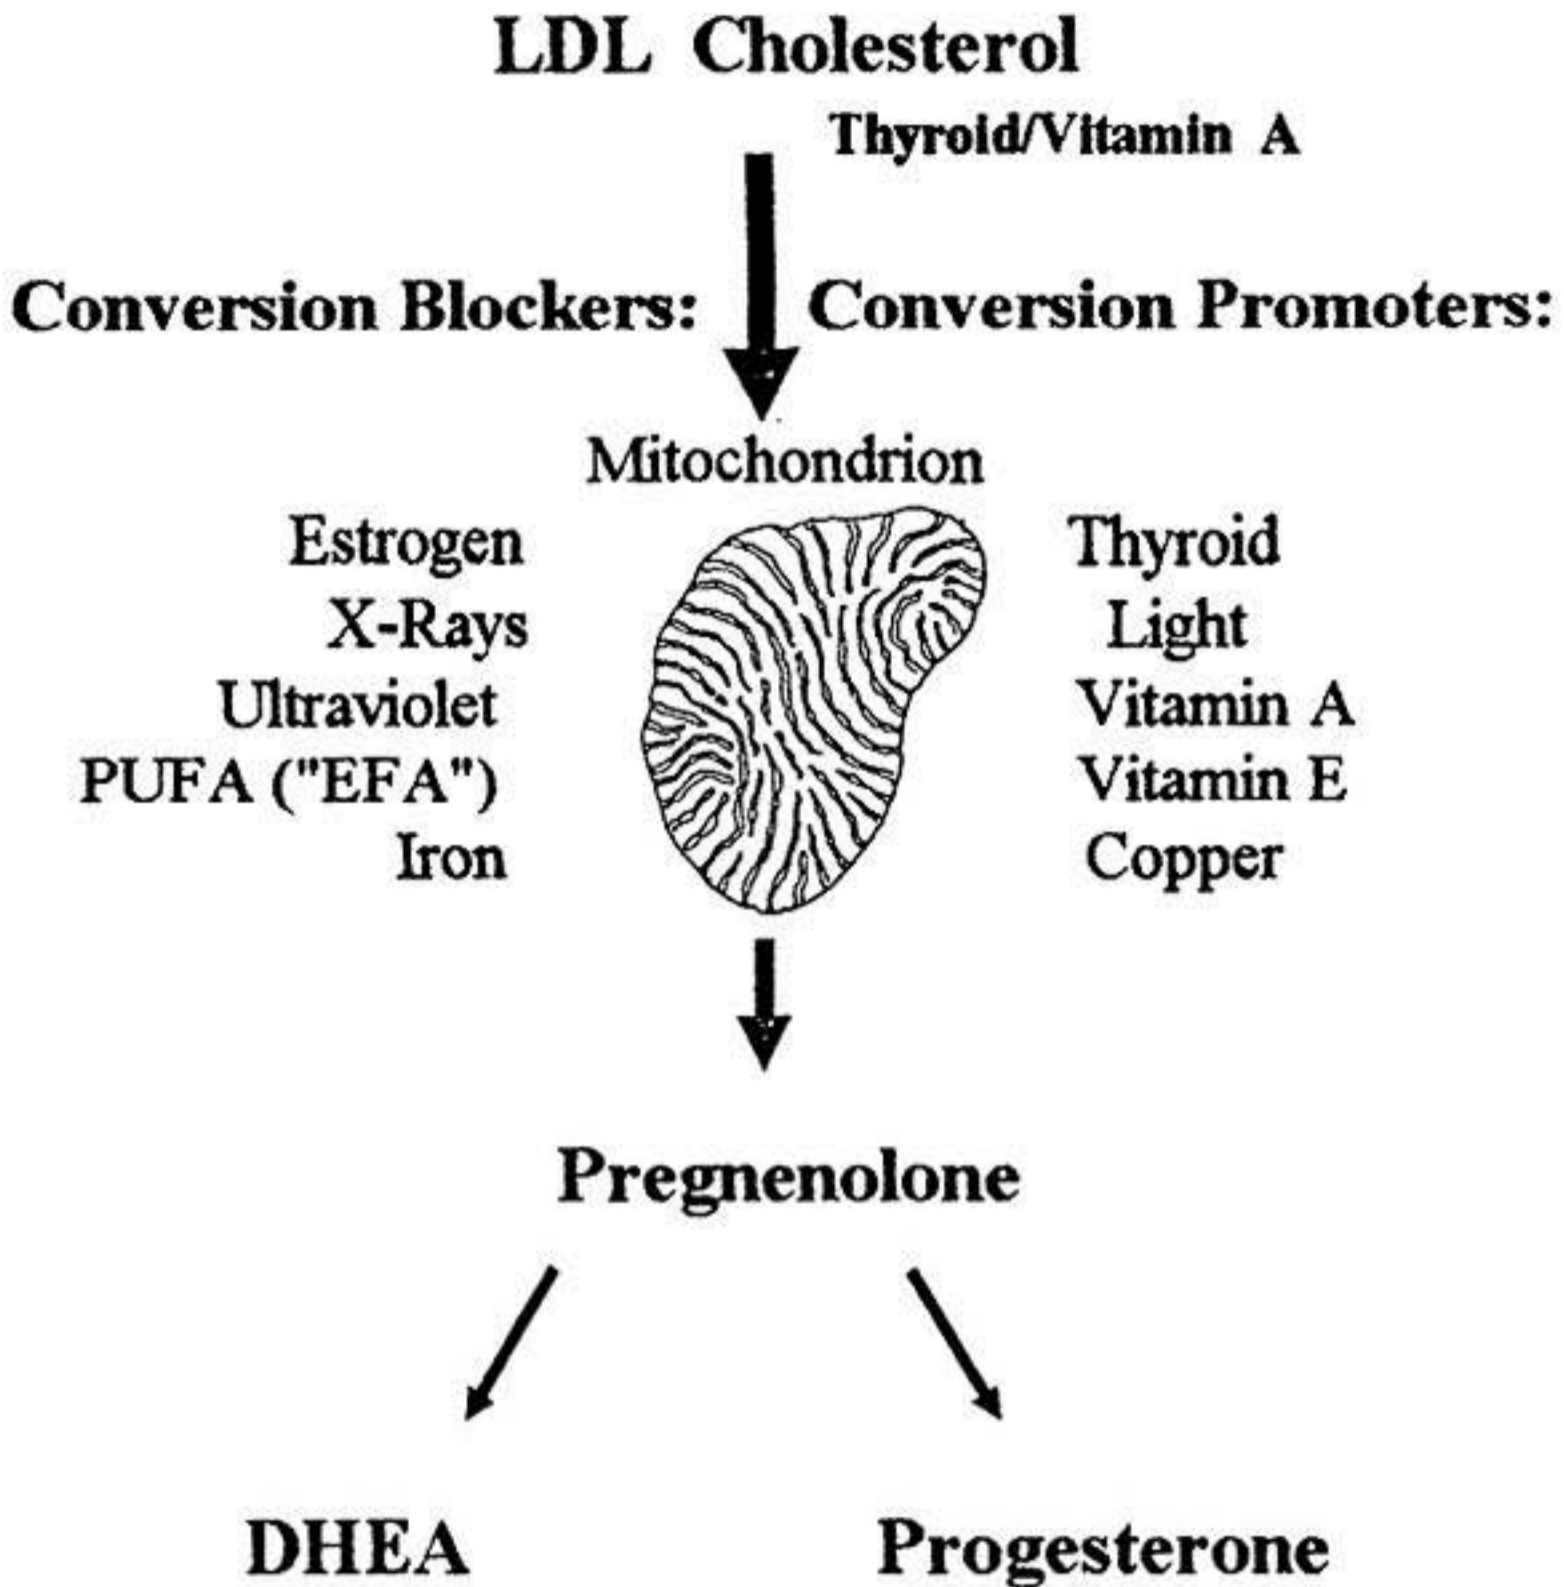 LDL Cholesterol
Thyroid/Vitamin A
Conversion Blockers:
Conversion Promoters:
Mitochondrion
Estrogen
X-Rays
Ultraviolet
PUFA ("EFA")
Iron
Thyroid
Light
Vitamin A
Vitamin E
Copper
Pregnenolone
DHEA
Progesterone